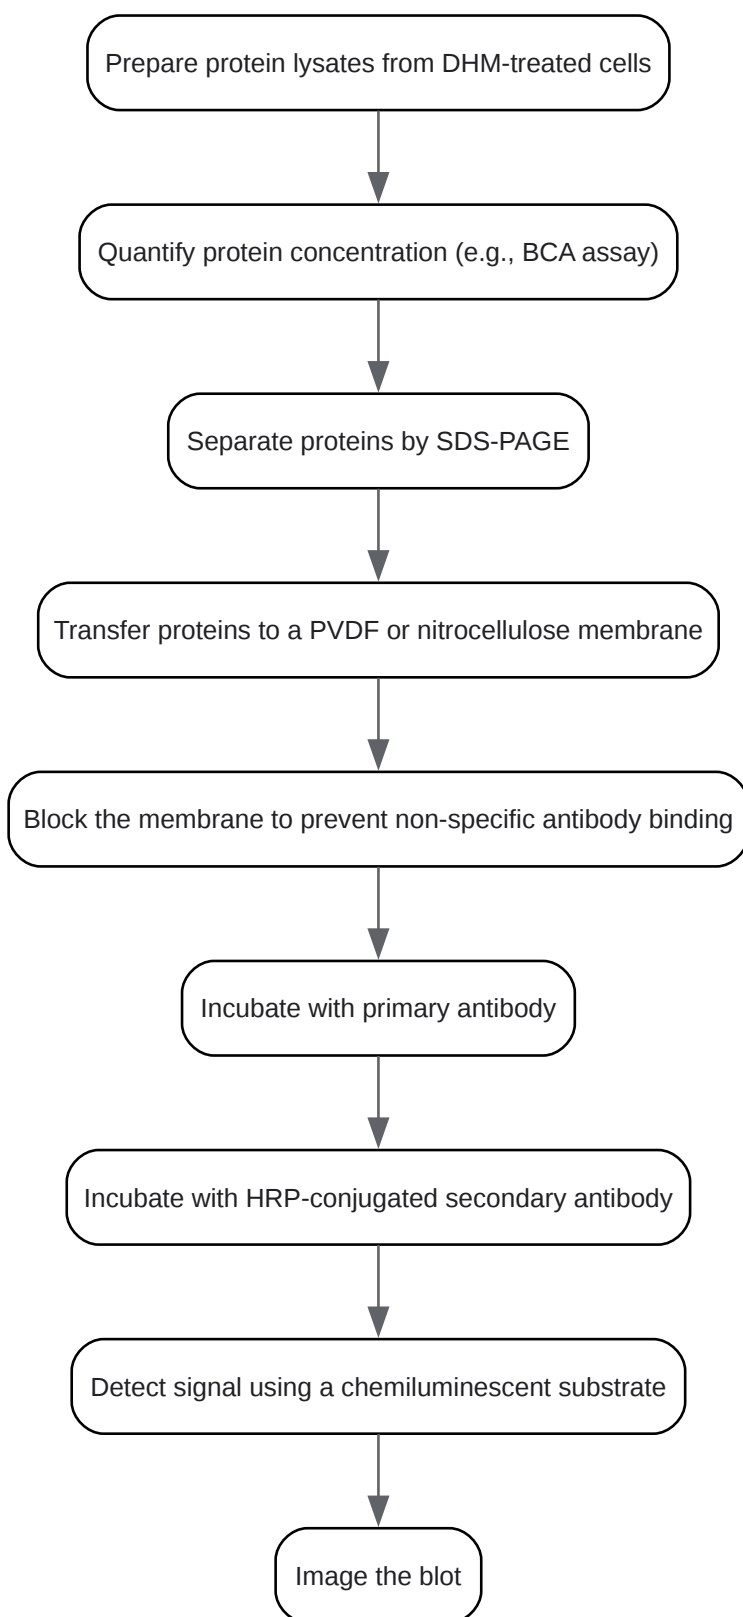 Prepare protein lysates from DHM-treated cells
Quantify protein concentration (e.g., BCA assay)
Separate proteins by SDS-PAGE
Transfer proteins to a PVDF or nitrocellulose membrane
Block the membrane to prevent non-specific antibody binding
Incubate with primary antibody
Incubate with HRP-conjugated secondary antibody
Detect signal using a chemiluminescent substrate
Image the blot